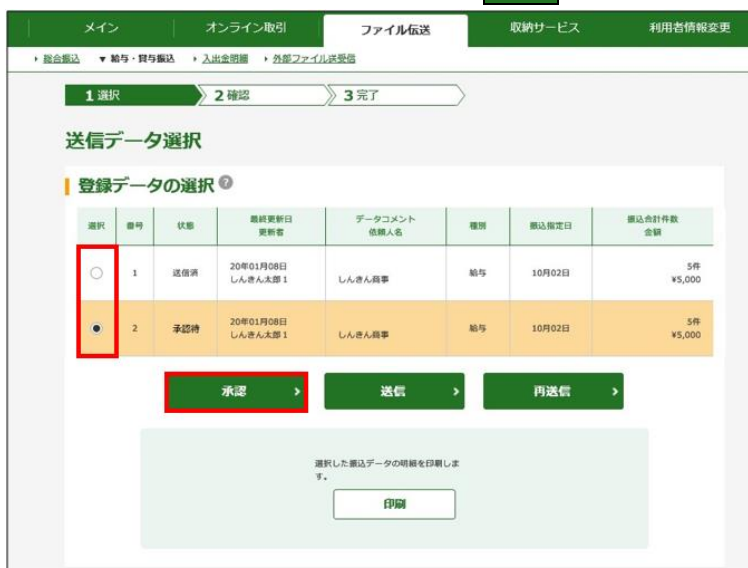 メイン オンライン取引 ファイル伝送 収納サービス 利用者情報変更
総合振込 給与・賞与振込 入出金明細 外部ファイル送受信
1 選択 2 確認 3 完了
送信データ選択
登録データの選択 ?
選択 番号 状態 最終更新日 データコメント 種別 振込指定日 振込合計件数
更新者 依頼人名 金額
1 送信済 20年01月08日 給与 10月02日 5件
しんきん太郎1 しんきん商事 ¥5,000
2 承認待 20年01月08日 給与 10月02日 5件
しんきん太郎1 しんきん商事 ¥5,000
承認 送信 再送信
選択した振込データの明細を印刷しま
す。
印刷